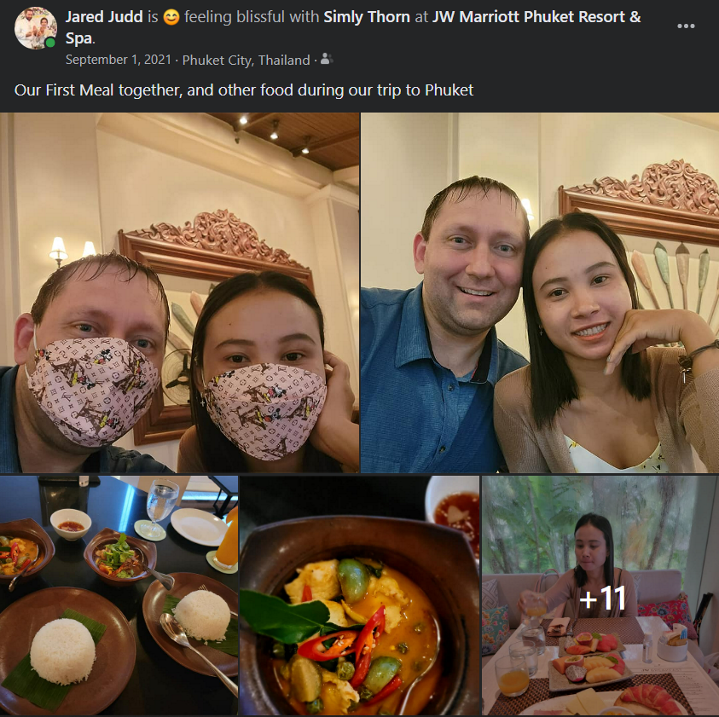 Jared Judd is 😊 feeling blissful with Simly Thorn at JW Marriott Phuket Resort &
Spa.
September 1, 2021 · Phuket City, Thailand ·
Our First Meal together, and other food during our trip to Phuket
+11